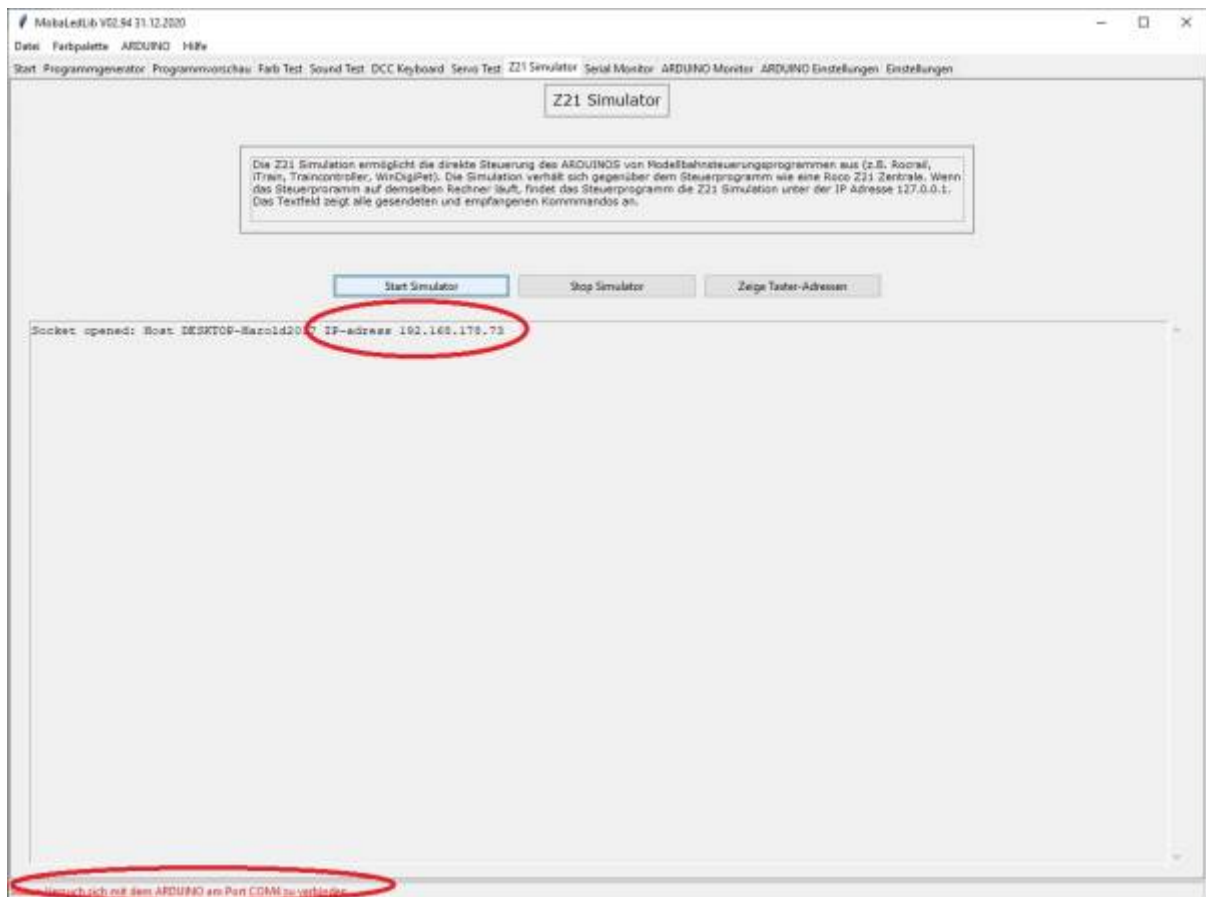 MobaLedLib V02.94 31.12.2020
Datei Farbpalette ARDUINO Hilfe
Start Programmgenerator Programmvorschau Farb Test Sound Test DCC Keyboard Servo Test Z21 Simulator Serial Monitor ARDUINO Monitor ARDUINO Einstellungen Einstellungen
Z21 Simulator
Die Z21 Simulation ermöglicht die direkte Steuerung des ARDUINOS von Modellbahnsteuerungsprogrammen aus (z.B. Rocrail,
iTrain, Traincontroller, WinDigiPet). Die Simulation verhält sich gegenüber dem Steuerprogramm wie eine Roco Z21 Zentrale. Wenn
das Steuerproramm auf demselben Rechner läuft, findet das Steuerprogramm die Z21 Simulation unter der IP Adresse 127.0.0.1.
Das Textfeld zeigt alle gesendeten und empfangenen Kommmandos an.
Start Simulator Stop Simulator Zeige Taster-Adressen
Socket opened: Host DESKTOP-Harold2017 IP-adress 192.168.178.73
Versuch sich mit dem ARDUINO am Port COM4 zu verbinden